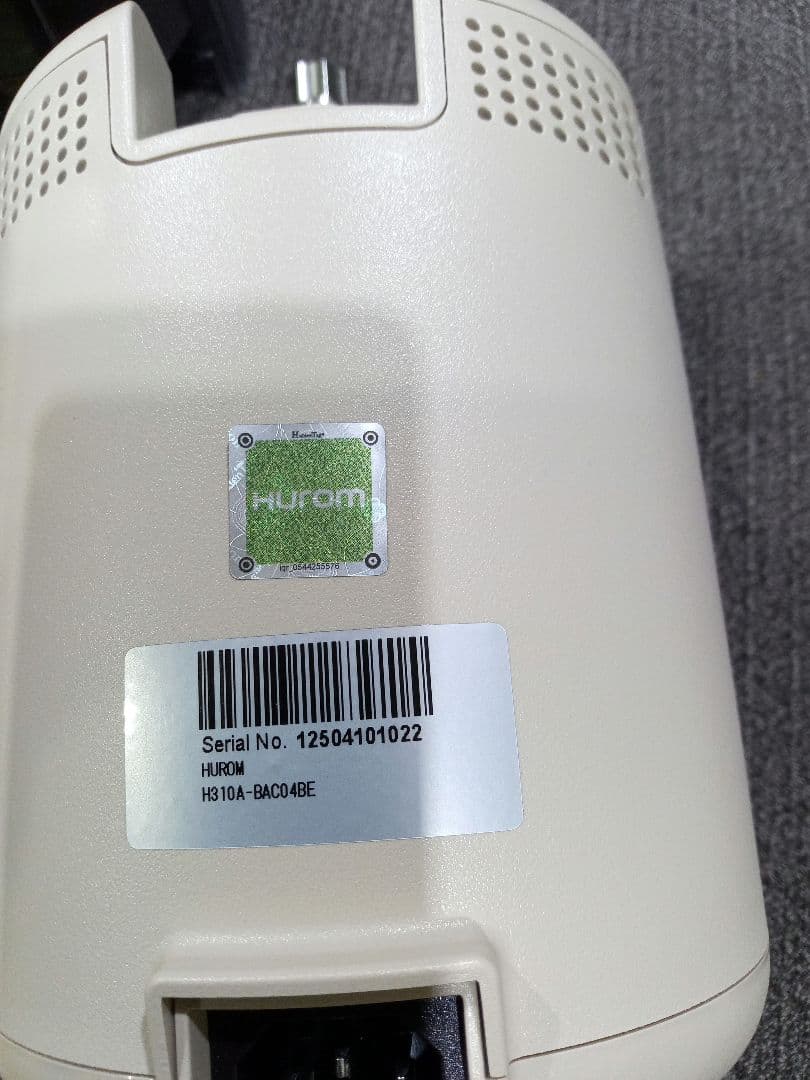 HUROM
Serial No. 12504101022
HUROM
H310A-BAC04BE